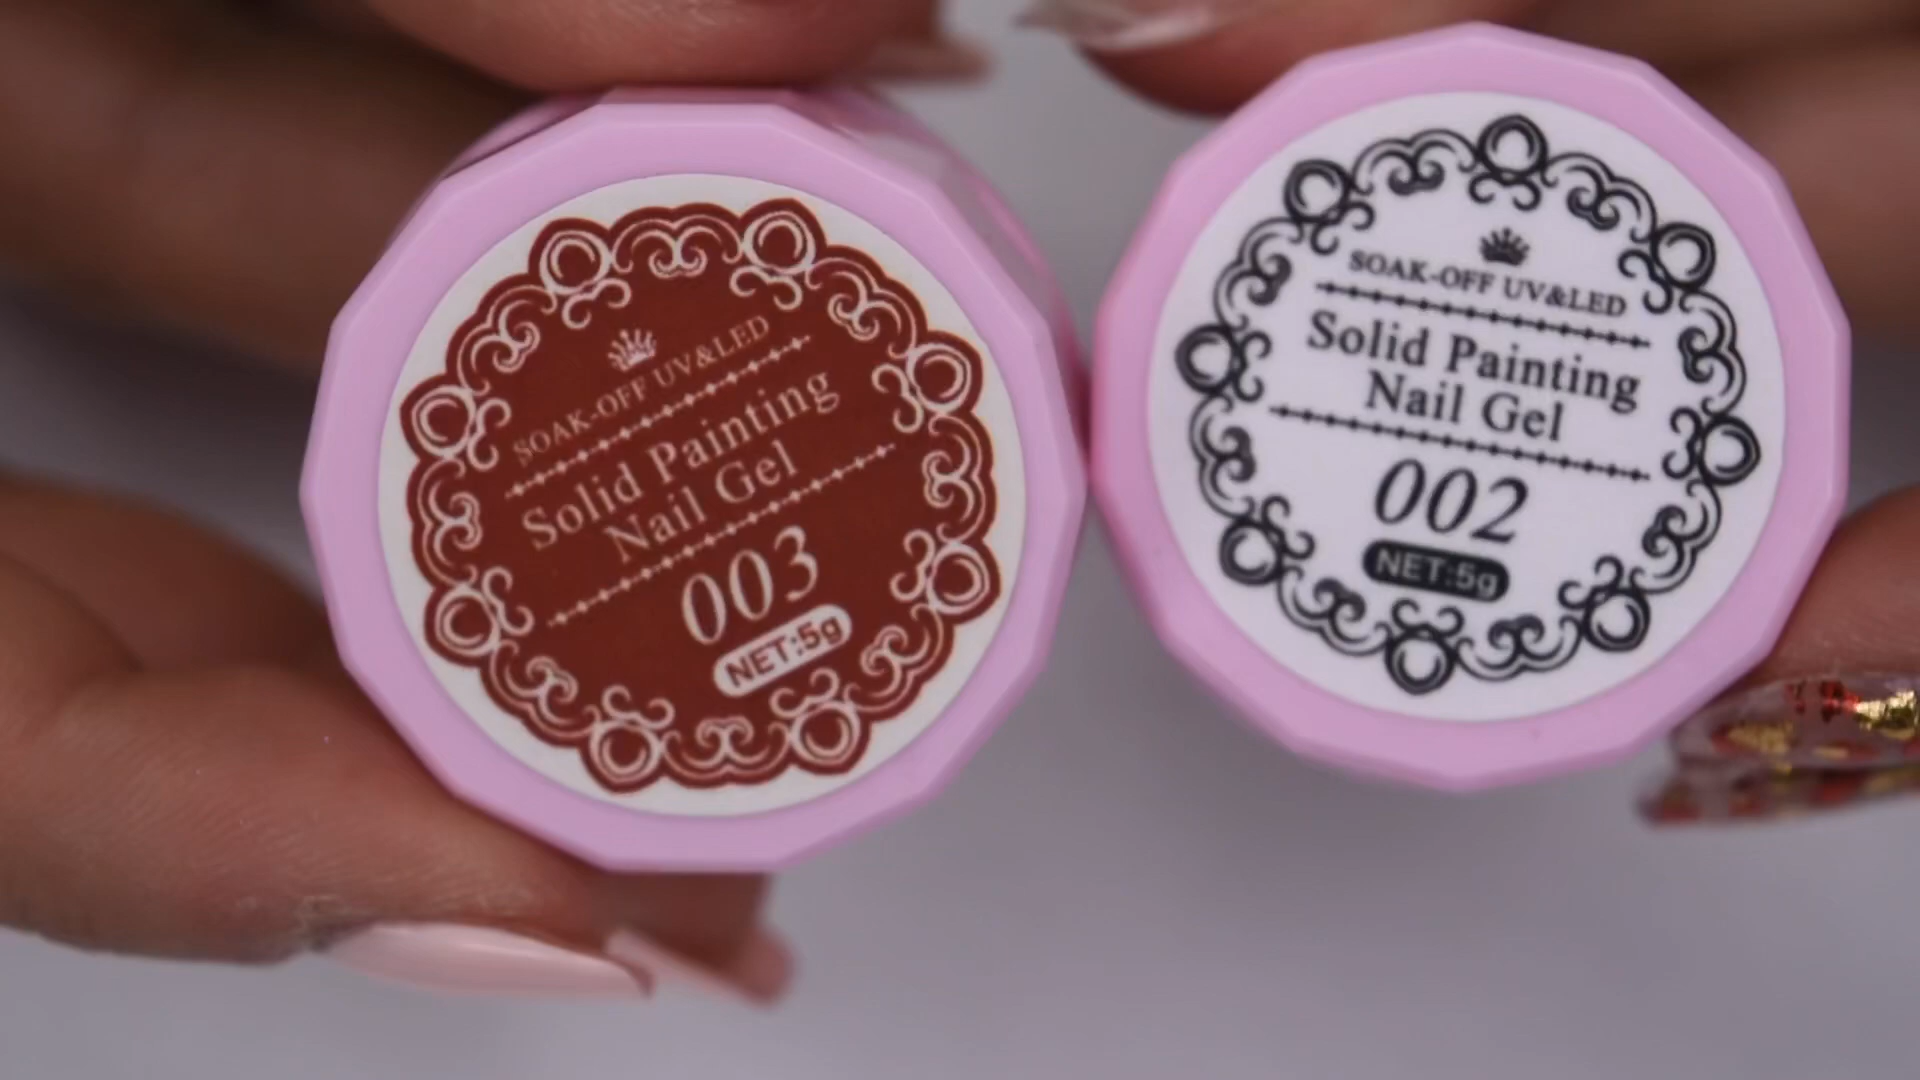 SOAK-OFF UV&LED
Solid Painting
Nail Gel
003
NET:5g
SOAK-OFF UV&LED
Solid Painting
Nail Gel
002
NET:5g